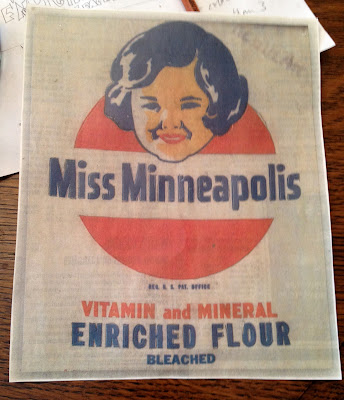 Miss Minneapolis
REG. U. S. PAT. OFFICE
VITAMIN and MINERAL
ENRICHED FLOUR
BLEACHED